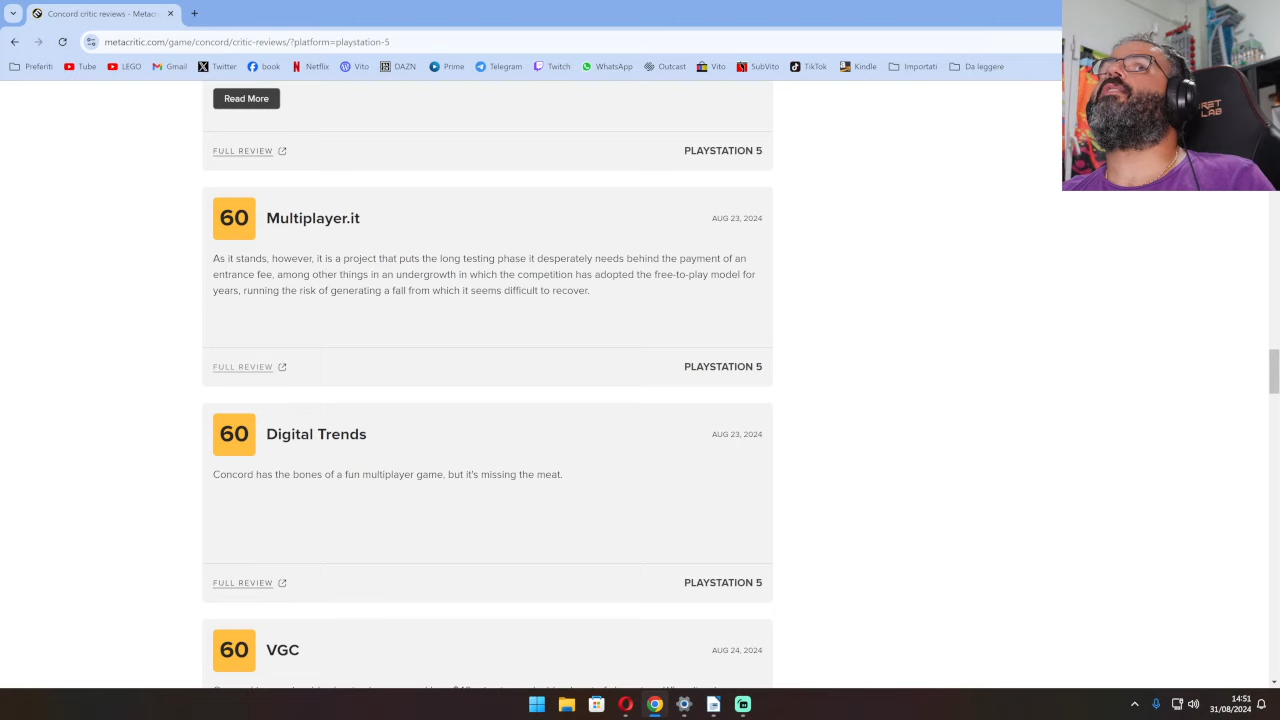 Concord critic reviews - Metacr
metacritic.com/game/concord/critic-reviews/?platform=playstation-5
Preferiti Tube LEGO Gmail Twitter book Netflix Vito DAZN Prime Telegram Twitch WhatsApp Outcast Vito SubVito TikTok Kindle Importati Da leggere
Read More
FULL REVIEW PLAYSTATION 5
60 Multiplayer.it AUG 23, 2024
As it stands, however, it is a project that puts the long testing phase it desperately needs behind the payment of an
entrance fee, among other things in an undergrowth in which the competition has adopted the free-to-play model for
years, running the risk of generating a fall from which it seems difficult to recover.
FULL REVIEW PLAYSTATION 5
60 Digital Trends AUG 23, 2024
Concord has the bones of a fun multiplayer game, but it's missing the meat.
FULL REVIEW PLAYSTATION 5
60 VGC AUG 24, 2024
14:51
31/08/2024